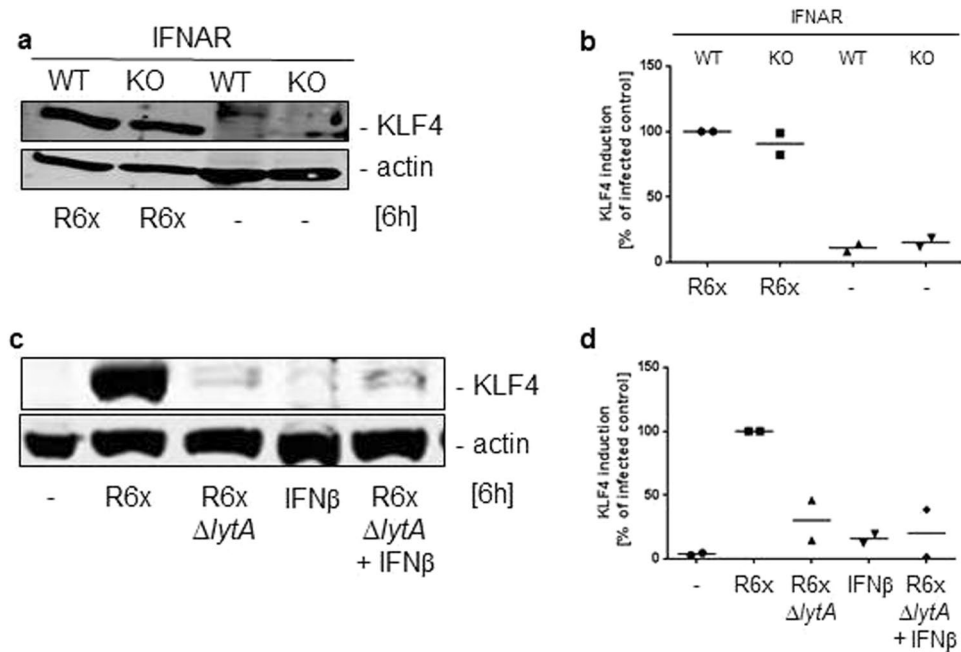 a
IFNAR
WT KO WT KO
- KLF4
- actin
R6x R6x - - [6h]
b
IFNAR
WT KO WT KO
KLF4 induction
[% of infected control]
150
100
50
0
R6x R6x - -
c
- KLF4
- actin
- R6x R6x IFNβ R6x [6h]
ΔlytA ΔlytA
+ IFNβ
d
KLF4 induction
[% of infected control]
150
100
50
0
- R6x R6x IFNβ R6x
ΔlytA ΔlytA
+ IFNβ